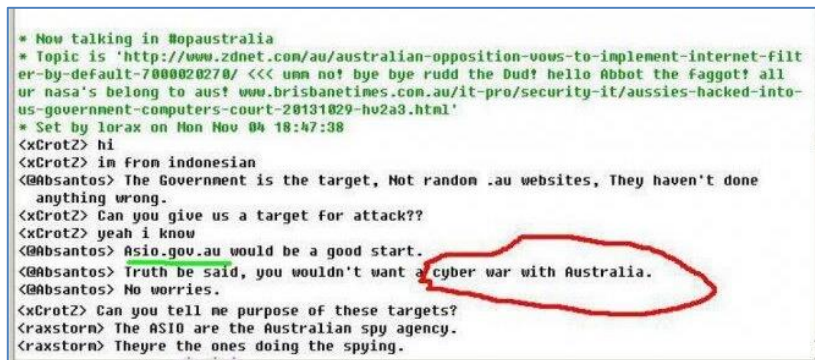 * Now talking in #opaustralia
* Topic is 'http://www.zdnet.com/au/australian-opposition-vows-to-implement-internet-filt
er-by-default-7000020270/ <<< umm no! bye bye rudd the Dud! hello Abbot the faggot! all
ur nasa's belong to aus! www.brisbanetimes.com.au/it-pro/security-it/aussies-hacked-into-
us-government-computers-court-20131029-hv2a3.html'
* Set by lorax on Mon Nov 04 18:47:38
<xCrotZ> hi
<xCrotZ> im from indonesian
<@Absantos> The Government is the target, Not random .au websites, They haven't done
anything wrong.
<xCrotZ> Can you give us a target for attack??
<xCrotZ> yeah i know
<@Absantos> Asio.gov.au would be a good start.
<@Absantos> Truth be said, you wouldn't want a cyber war with Australia.
<@Absantos> No worries.
<xCrotZ> Can you tell me purpose of these targets?
<raxstorm> The ASIO are the Australian spy agency.
<raxstorm> Theyre the ones doing the spying.